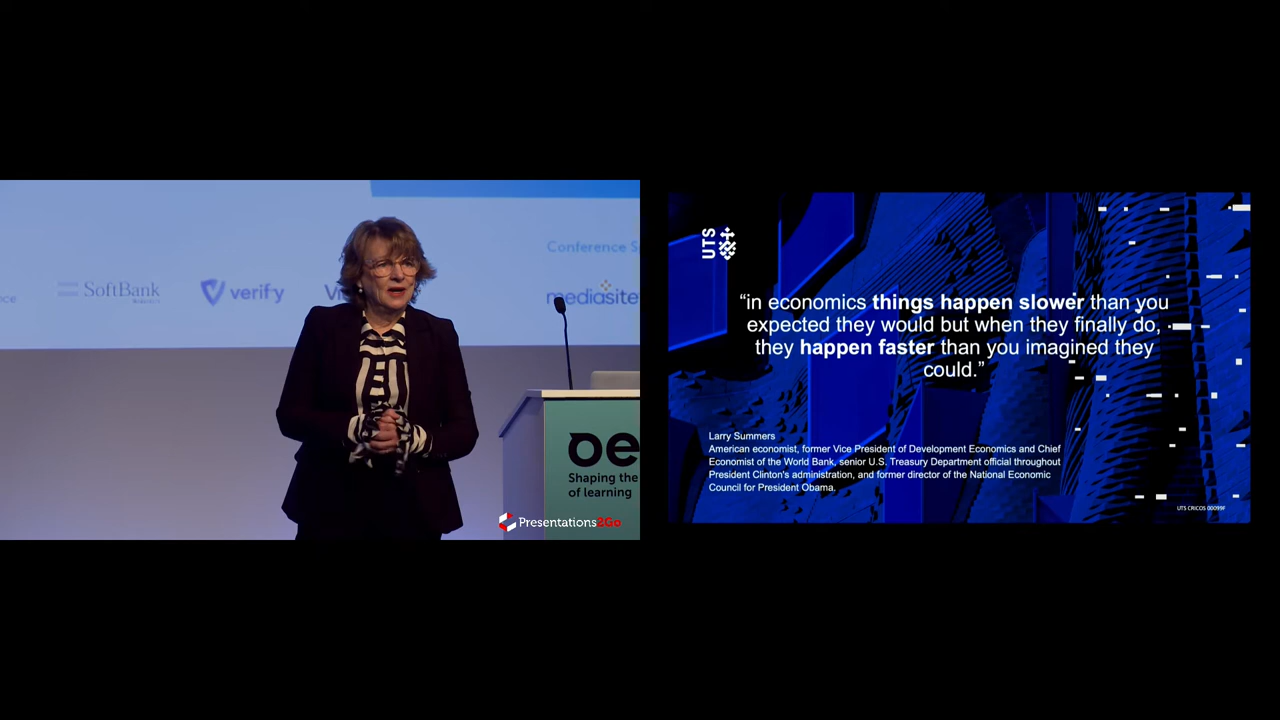 Conference
SoftBank
verify
mediasite
oe
Shaping the
of learning
Presentations2Go
UTS
“in economics things happen slower than you
expected they would but when they finally do,
they happen faster than you imagined they
could.”
Larry Summers
American economist, former Vice President of Development Economics and Chief
Economist of the World Bank, senior U.S. Treasury Department official throughout
President Clinton's administration, and former director of the National Economic
Council for President Obama.
UTS CRICOS 00099F